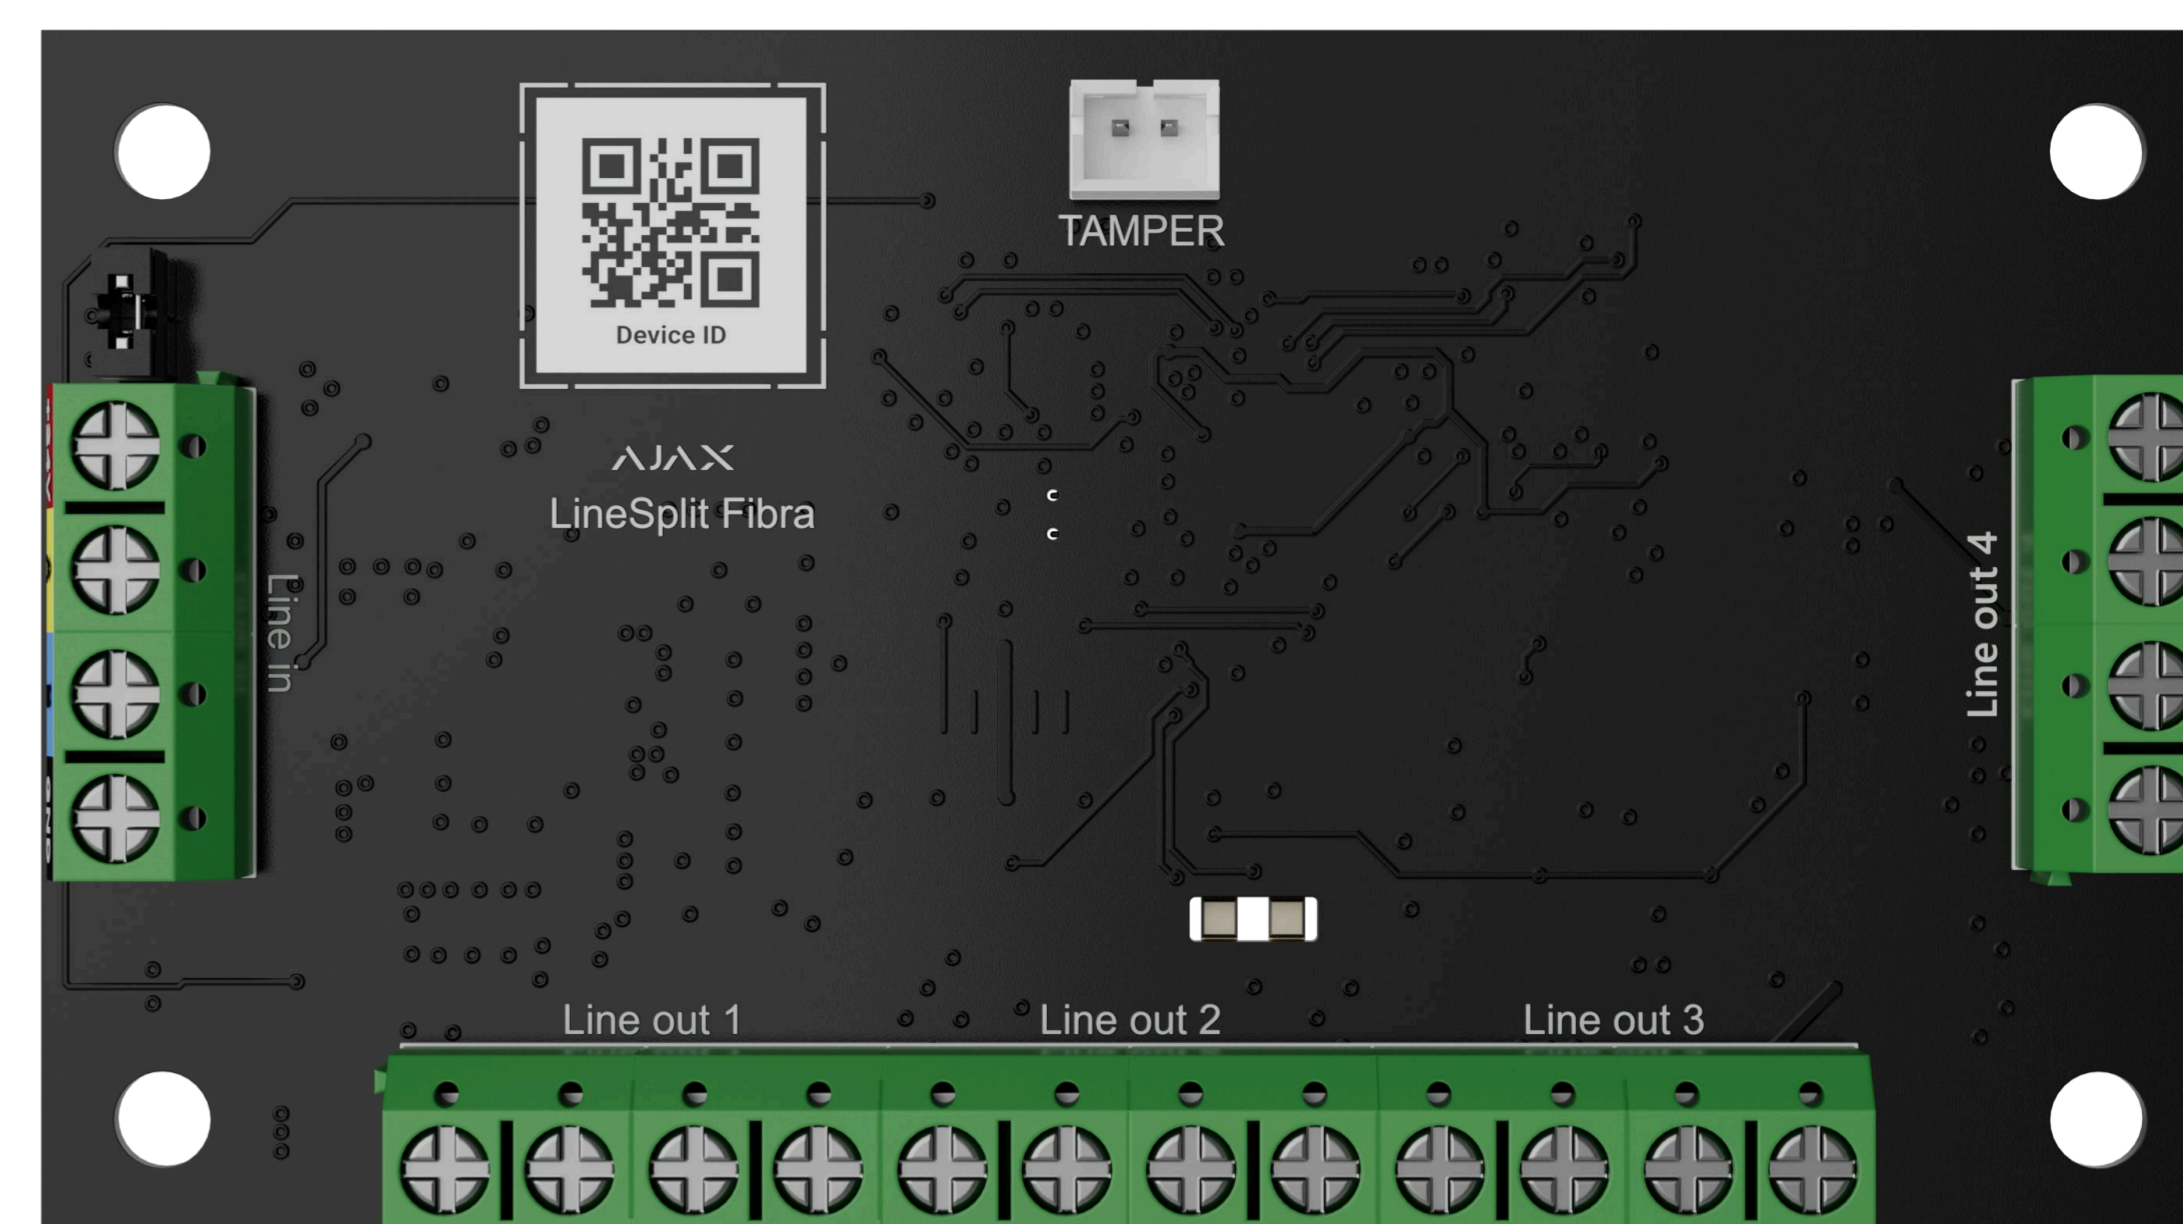 TAMPER
Device ID
AJAX
LineSplit Fibra
Line in
Line out 4
Line out 1
Line out 2
Line out 3
GND